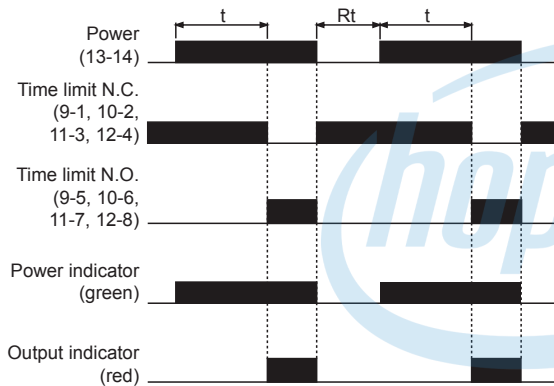 t Rt t
Power
(13-14)
Time limit N.C.
(9-1, 10-2,
11-3, 12-4)
Time limit N.O.
(9-5, 10-6,
11-7, 12-8)
Power indicator
(green)
Output indicator
(red)
hop